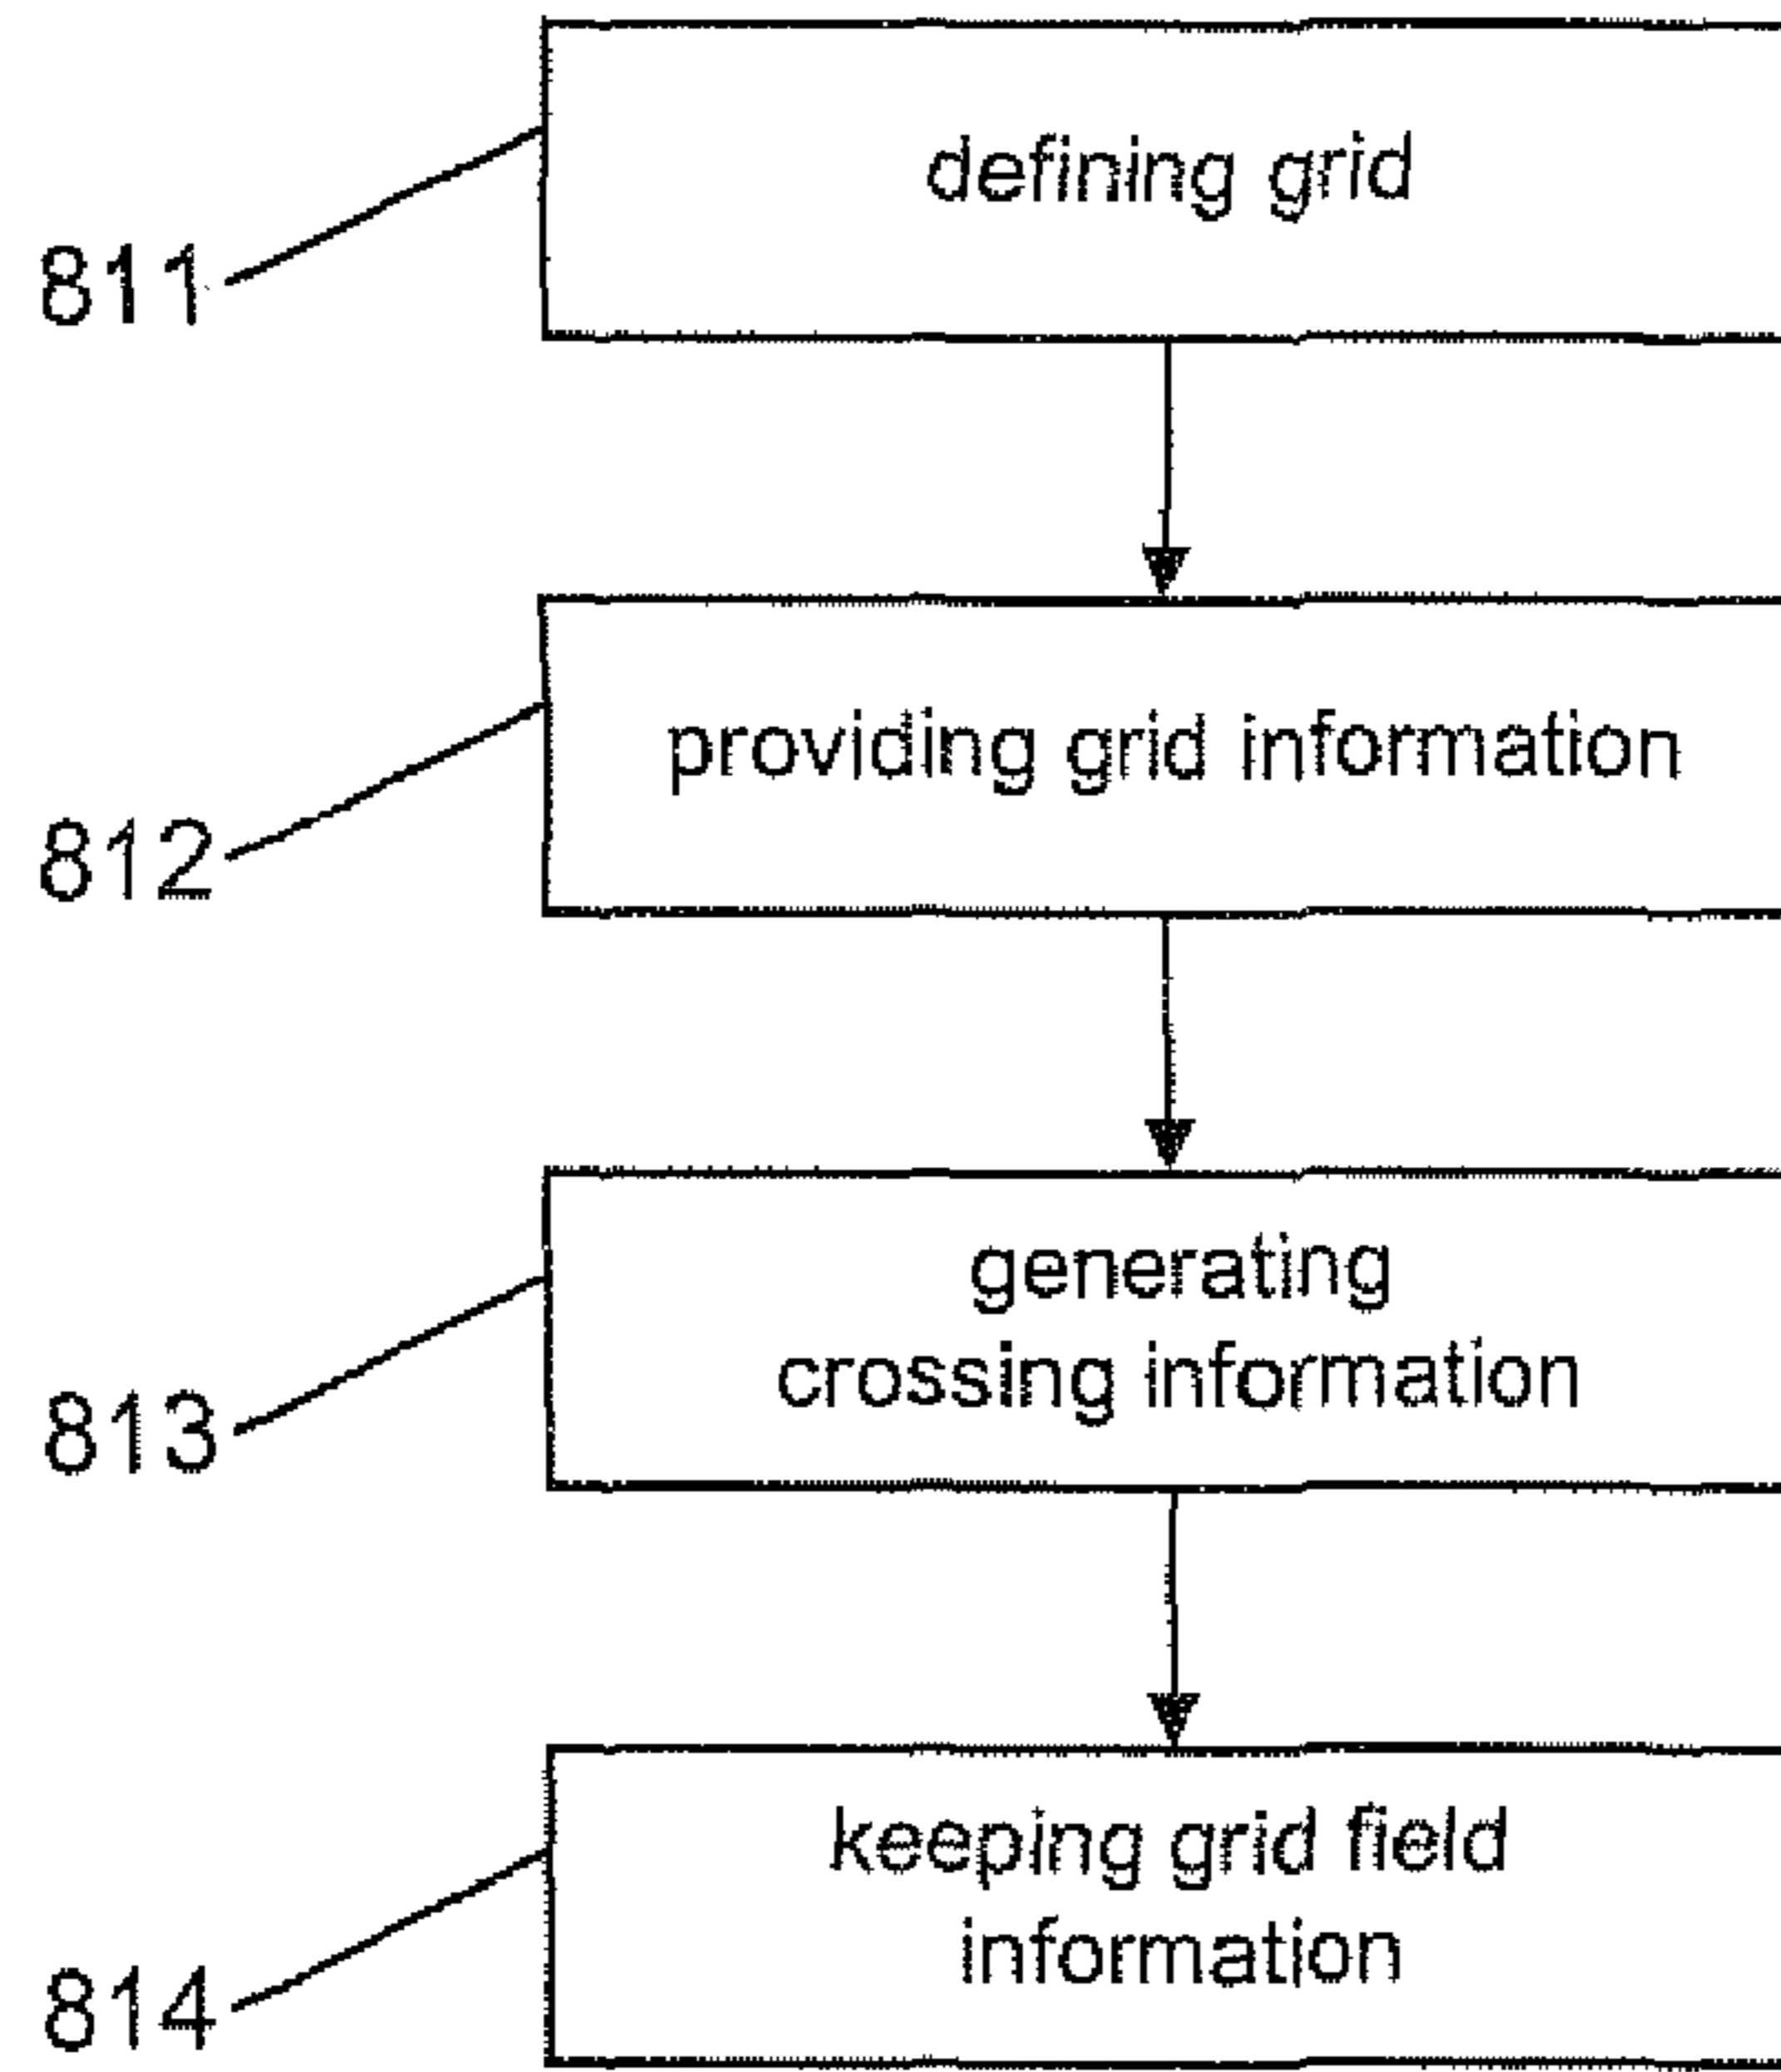 defining grid
811
providing grid information
812
generating
crossing information
813
keeping grid field
information
814